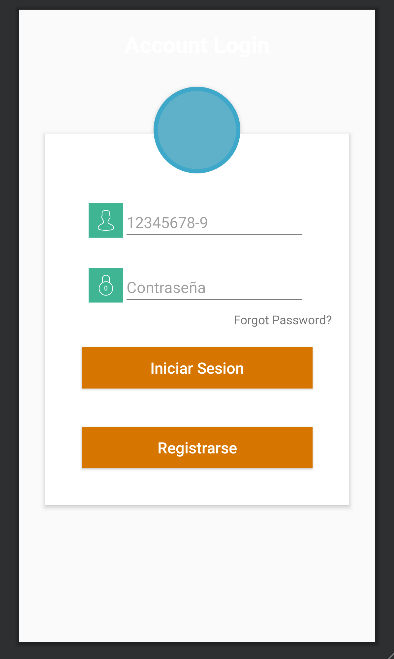 Account Login
12345678-9
Contraseña
Forgot Password?
Iniciar Sesion
Registrarse